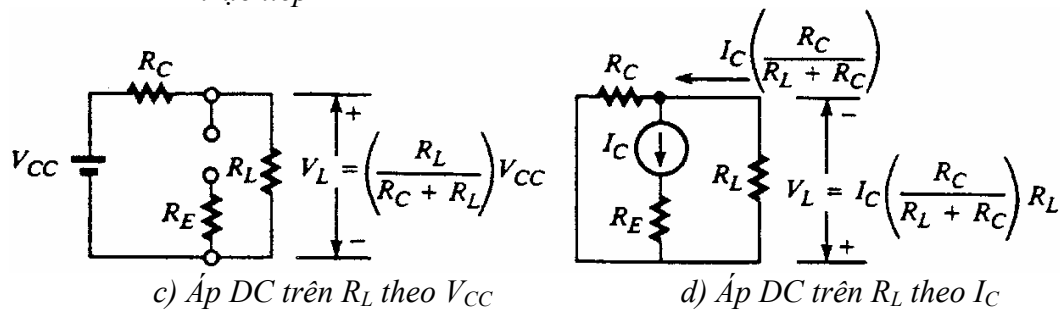 R_C
V_CC
R_E
R_L
+
V_L = (R_L / (R_C + R_L)) V_CC
−
c) Áp DC trên R_L theo V_CC
I_C (R_C / (R_L + R_C))
R_C
I_C
R_E
R_L
−
V_L = I_C (R_C / (R_L + R_C)) R_L
+
d) Áp DC trên R_L theo I_C